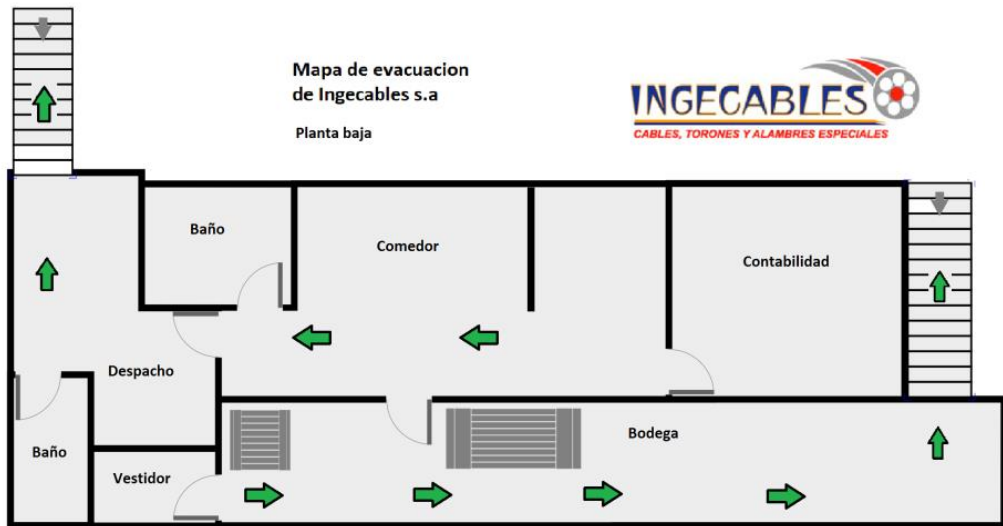 Mapa de evacuacion
de Ingecables s.a
Planta baja
INGECABLES
CABLES, TORONES Y ALAMBRES ESPECIALES
Baño
Comedor
Contabilidad
Despacho
Bodega
Baño
Vestidor